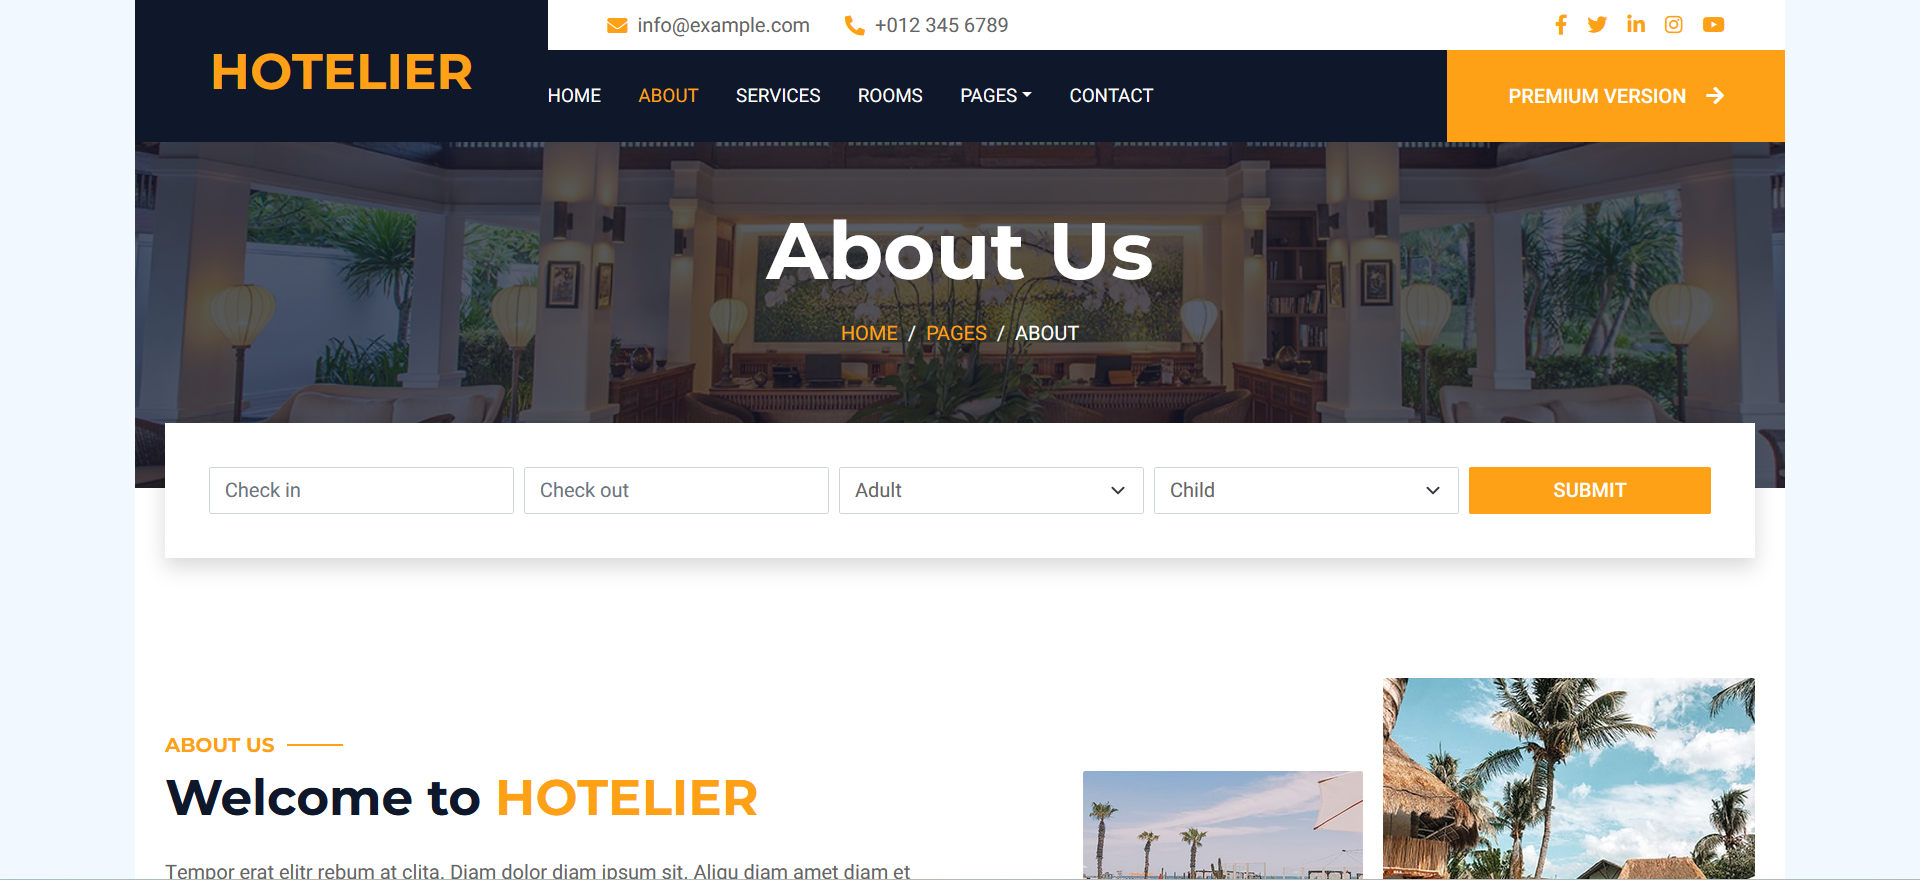 HOTELIER
info@example.com +012 345 6789
HOME ABOUT SERVICES ROOMS PAGES CONTACT
PREMIUM VERSION
About Us
HOME / PAGES / ABOUT
Check in Check out Adult Child SUBMIT
ABOUT US
Welcome to HOTELIER
Tempor erat elitr rebum at clita. Diam dolor diam ipsum sit. Aliqu diam amet diam et